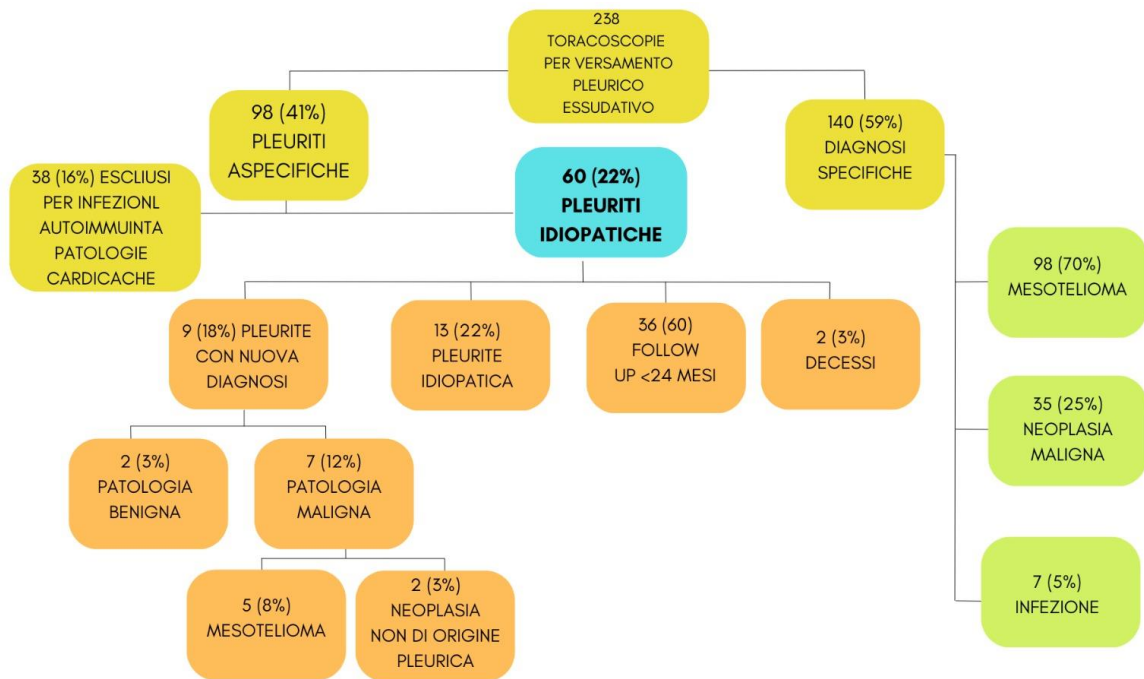 238
TORACOSCOPIE
PER VERSAMENTO
PLEURICO
ESSUDATIVO
98 (41%)
PLEURITI
ASPECIFICHE
140 (59%)
DIAGNOSI
SPECIFICHE
38 (16%) ESCLIUSI
PER INFEZIONL
AUTOIMMUINTA
PATOLOGIE
CARDICACHE
60 (22%)
PLEURITI
IDIOPATICHE
98 (70%)
MESOTELIOMA
9 (18%) PLEURITE
CON NUOVA
DIAGNOSI
13 (22%)
PLEURITE
IDIOPATICA
36 (60)
FOLLOW
UP <24 MESI
2 (3%)
DECESSI
35 (25%)
NEOPLASIA
MALIGNA
2 (3%)
PATOLOGIA
BENIGNA
7 (12%)
PATOLOGIA
MALIGNA
5 (8%)
MESOTELIOMA
2 (3%)
NEOPLASIA
NON DI ORIGINE
PLEURICA
7 (5%)
INFEZIONE